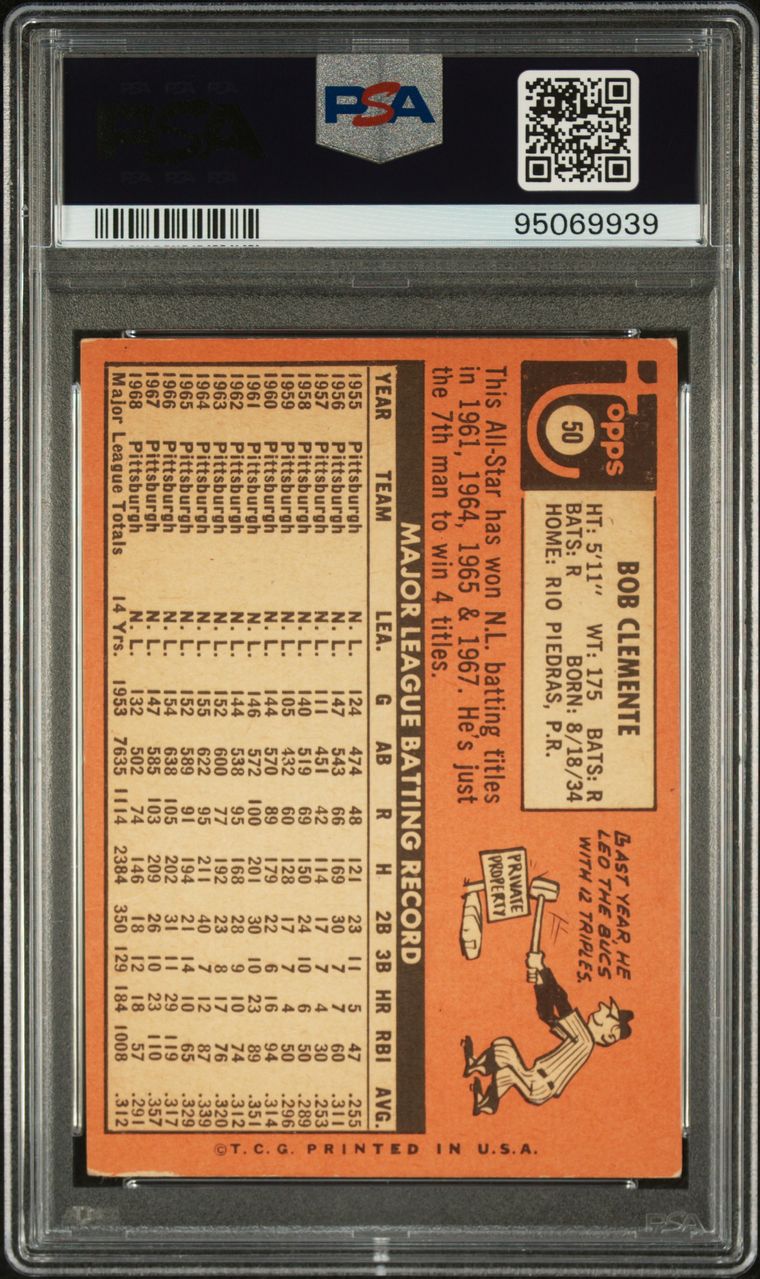 PSA
95069939
Topps
50
BOB CLEMENTE
HT: 5'11" WT: 175 BATS: R
BATS: R BORN: 8/18/34
HOME: RIO PIEDRAS, P.R.
LAST YEAR, HE
LED THE BUCS
WITH 12 TRIPLES.
PRIVATE
PROPERTY
This All-Star has won N.L. batting titles
in 1961, 1964, 1965 & 1967. He's just
the 7th man to win 4 titles.
MAJOR LEAGUE BATTING RECORD
YEAR TEAM LEA. G AB R H 2B 3B HR RBI AVG.
1955 Pittsburgh N. L. 124 474 48 121 23 11 5 47 .255
1956 Pittsburgh N. L. 147 543 66 169 30 7 7 60 .311
1957 Pittsburgh N. L. 111 451 42 114 17 7 4 30 .253
1958 Pittsburgh N. L. 140 519 69 150 24 10 6 50 .289
1959 Pittsburgh N. L. 105 432 60 128 17 7 4 50 .296
1960 Pittsburgh N. L. 144 570 89 179 22 6 16 94 .314
1961 Pittsburgh N. L. 146 572 100 201 30 10 23 89 .351
1962 Pittsburgh N. L. 144 538 95 168 28 9 10 74 .312
1963 Pittsburgh N. L. 152 600 77 192 23 8 17 76 .320
1964 Pittsburgh N. L. 155 622 95 211 40 7 12 87 .339
1965 Pittsburgh N. L. 152 589 91 194 21 14 10 65 .329
1966 Pittsburgh N. L. 154 638 105 202 31 11 29 119 .317
1967 Pittsburgh N. L. 147 585 103 209 26 10 23 110 .357
1968 Pittsburgh N. L. 132 502 74 146 18 12 18 57 .291
Major League Totals 14 Yrs. 1953 7635 1114 2384 350 129 184 1008 .312
©T.C.G. PRINTED IN U.S.A.
PSA